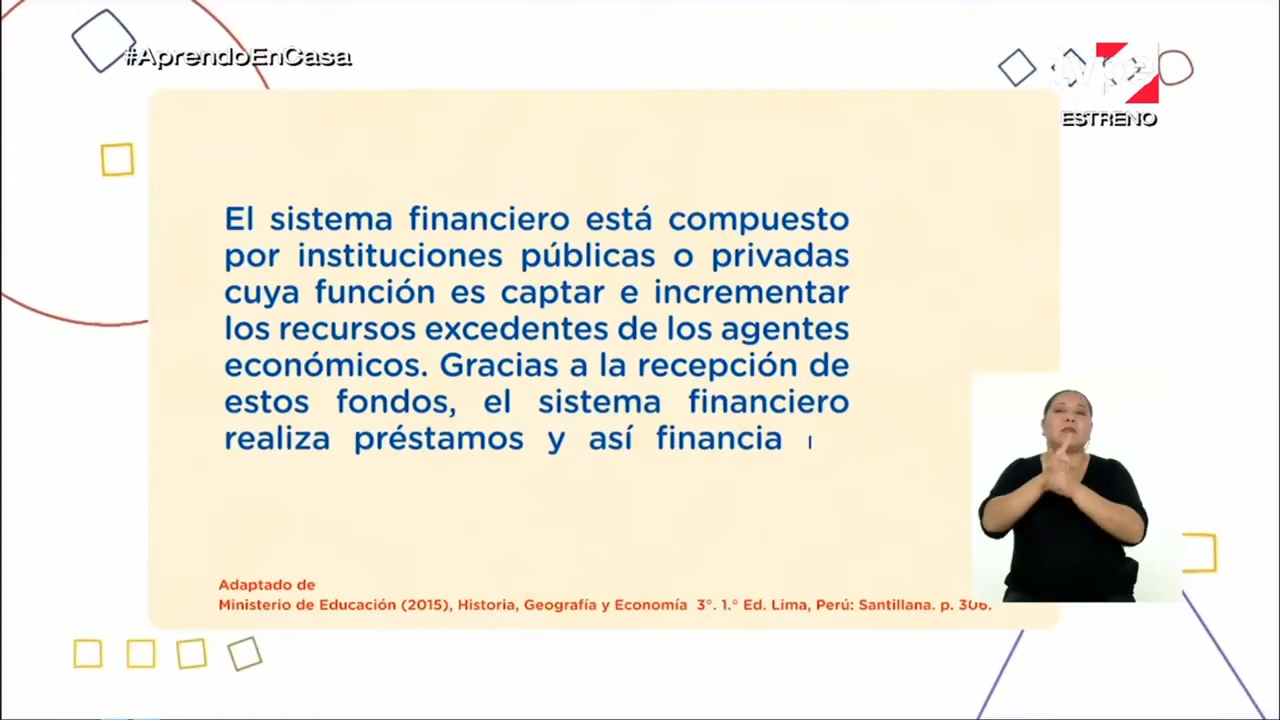 #AprendoEnCasa
tvpe
ESTRENO
El sistema financiero está compuesto
por instituciones públicas o privadas
cuya función es captar e incrementar
los recursos excedentes de los agentes
económicos. Gracias a la recepción de
estos fondos, el sistema financiero
realiza préstamos y así financia
Adaptado de
Ministerio de Educación (2015), Historia, Geografía y Economía 3°. 1.° Ed. Lima, Perú: Santillana. p. 306.